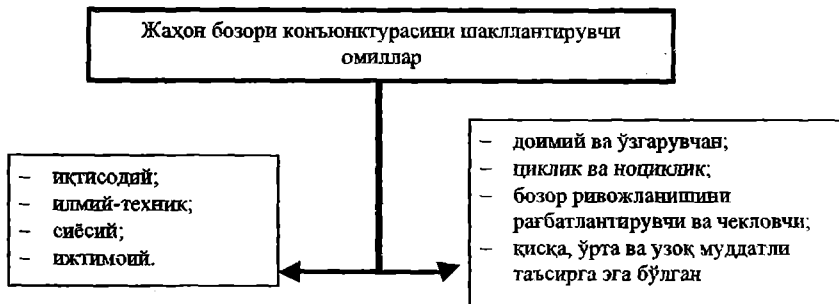 Жаҳон бозори конъюнктурасини шакллантирувчи
омиллар
– иқтисодий;
– илмий-техник;
– сиёсий;
– ижтимоий.
– доимий ва ўзгарувчан;
– циклик ва ноциклик;
– бозор ривожланишини
рағбатлантирувчи ва чекловчи;
– қисқа, ўрта ва узоқ муддатли
таъсирга эга бўлган